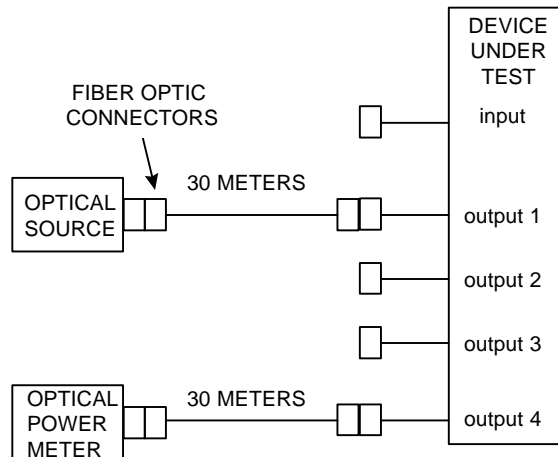 DEVICE
UNDER
TEST
FIBER OPTIC
CONNECTORS
input
30 METERS
OPTICAL
SOURCE
output 1
output 2
output 3
OPTICAL
POWER
METER
30 METERS
output 4